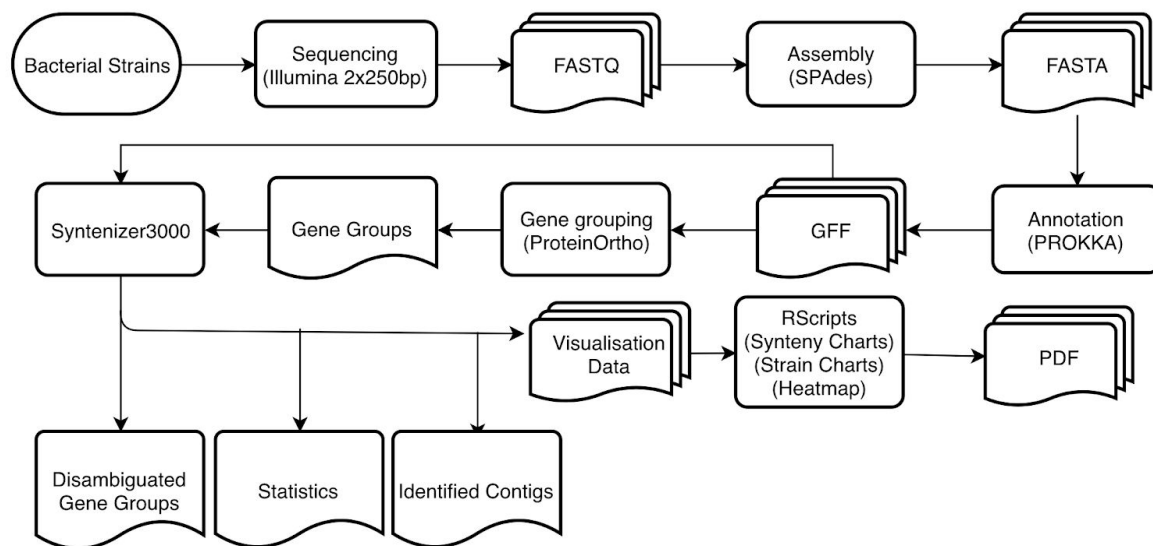 Bacterial Strains
Sequencing
(Illumina 2x250bp)
FASTQ
Assembly
(SPAdes)
FASTA
Syntenizer3000
Gene Groups
Gene grouping
(ProteinOrtho)
GFF
Annotation
(PROKKA)
Visualisation
Data
RScripts
(Synteny Charts)
(Strain Charts)
(Heatmap)
PDF
Disambiguated
Gene Groups
Statistics
Identified Contigs